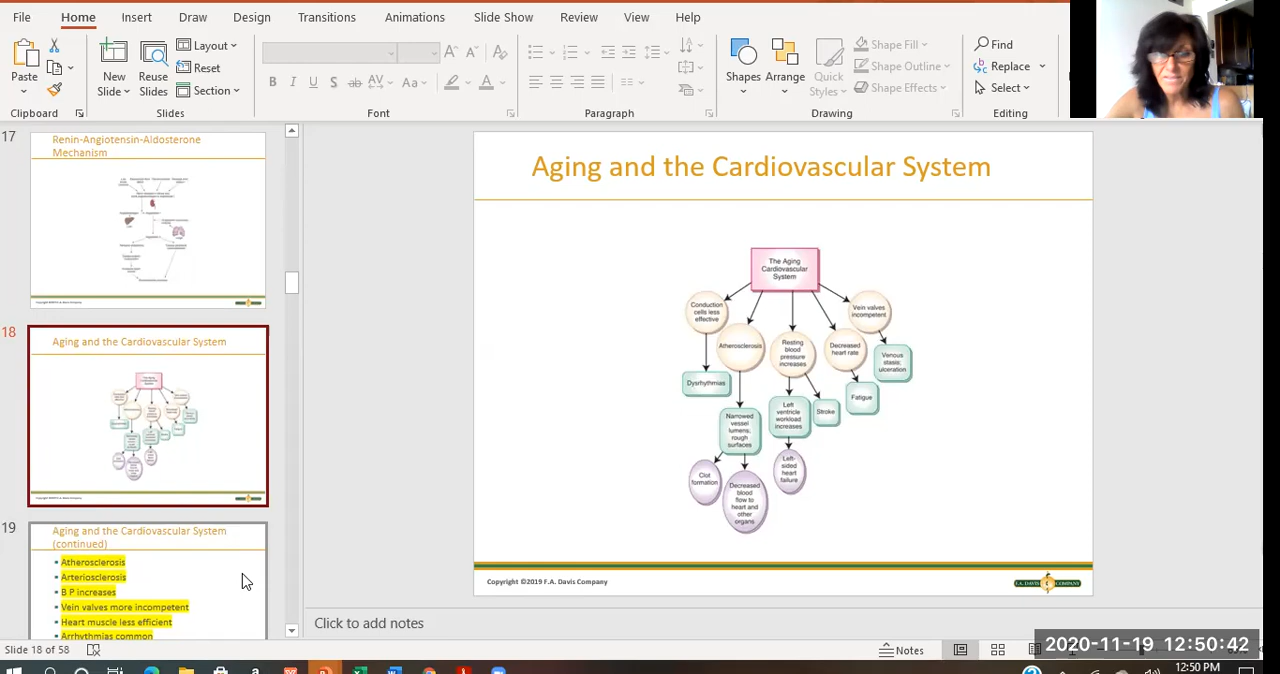 File Home Insert Draw Design Transitions Animations Slide Show Review View Help
Paste
New Slide
Reuse Slides
Layout
Reset
Section
B I U S ab AV Aa A
Shapes Arrange Quick Styles
Shape Fill
Shape Outline
Shape Effects
Find
Replace
Select
Clipboard Slides Font Paragraph Drawing Editing
17
Renin-Angiotensin-Aldosterone
Mechanism
18
Aging and the Cardiovascular System
19
Aging and the Cardiovascular System
(continued)
Atherosclerosis
Arteriosclerosis
B P increases
Vein valves more incompetent
Heart muscle less efficient
Arrhythmias common
Aging and the Cardiovascular System
The Aging
Cardiovascular
System
Conduction
cells less
effective
Atherosclerosis
Resting
blood
pressure
increases
Decreased
heart rate
Vein valves
incompetent
Dysrhythmias
Narrowed
vessel
lumens;
rough
surfaces
Left
ventricle
workload
increases
Stroke
Fatigue
Venous
stasis;
ulceration
Clot
formation
Decreased
blood
flow to
heart and
other
organs
Left-
sided
heart
failure
Copyright ©2019 F.A. Davis Company
F.A. DAVIS COMPANY
Click to add notes
Slide 18 of 58
Notes
2020-11-19 12:50:42
12:50 PM